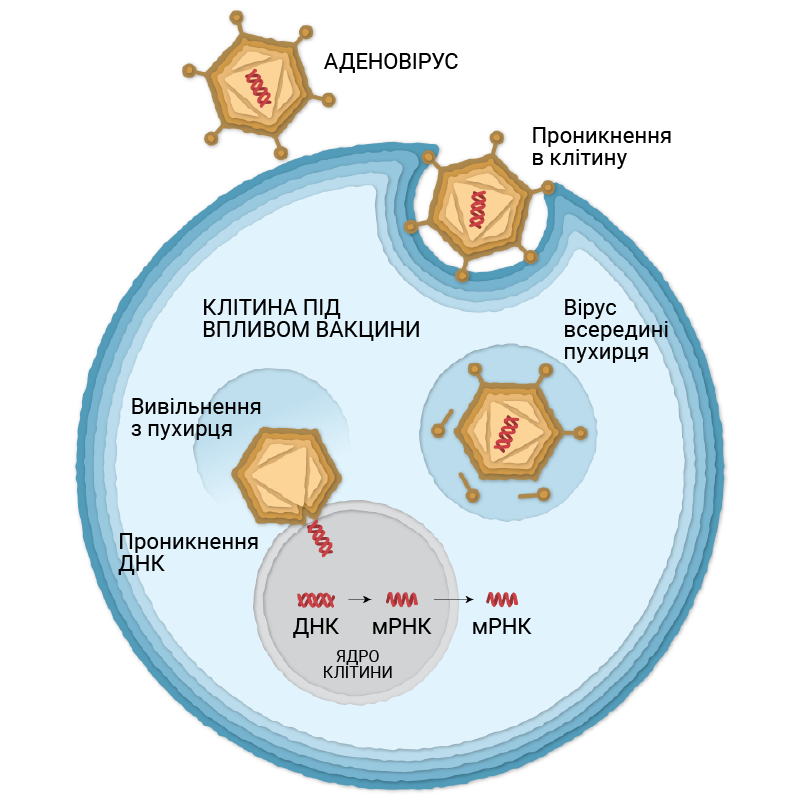 АДЕНОВІРУС
Проникнення
в клітину
КЛІТИНА ПІД
ВПЛИВОМ ВАКЦИНИ
Вірус
всередині
пухирця
Вивільнення
з пухирця
Проникнення
ДНК
ДНК
мРНК
мРНК
ЯДРО
КЛІТИНИ